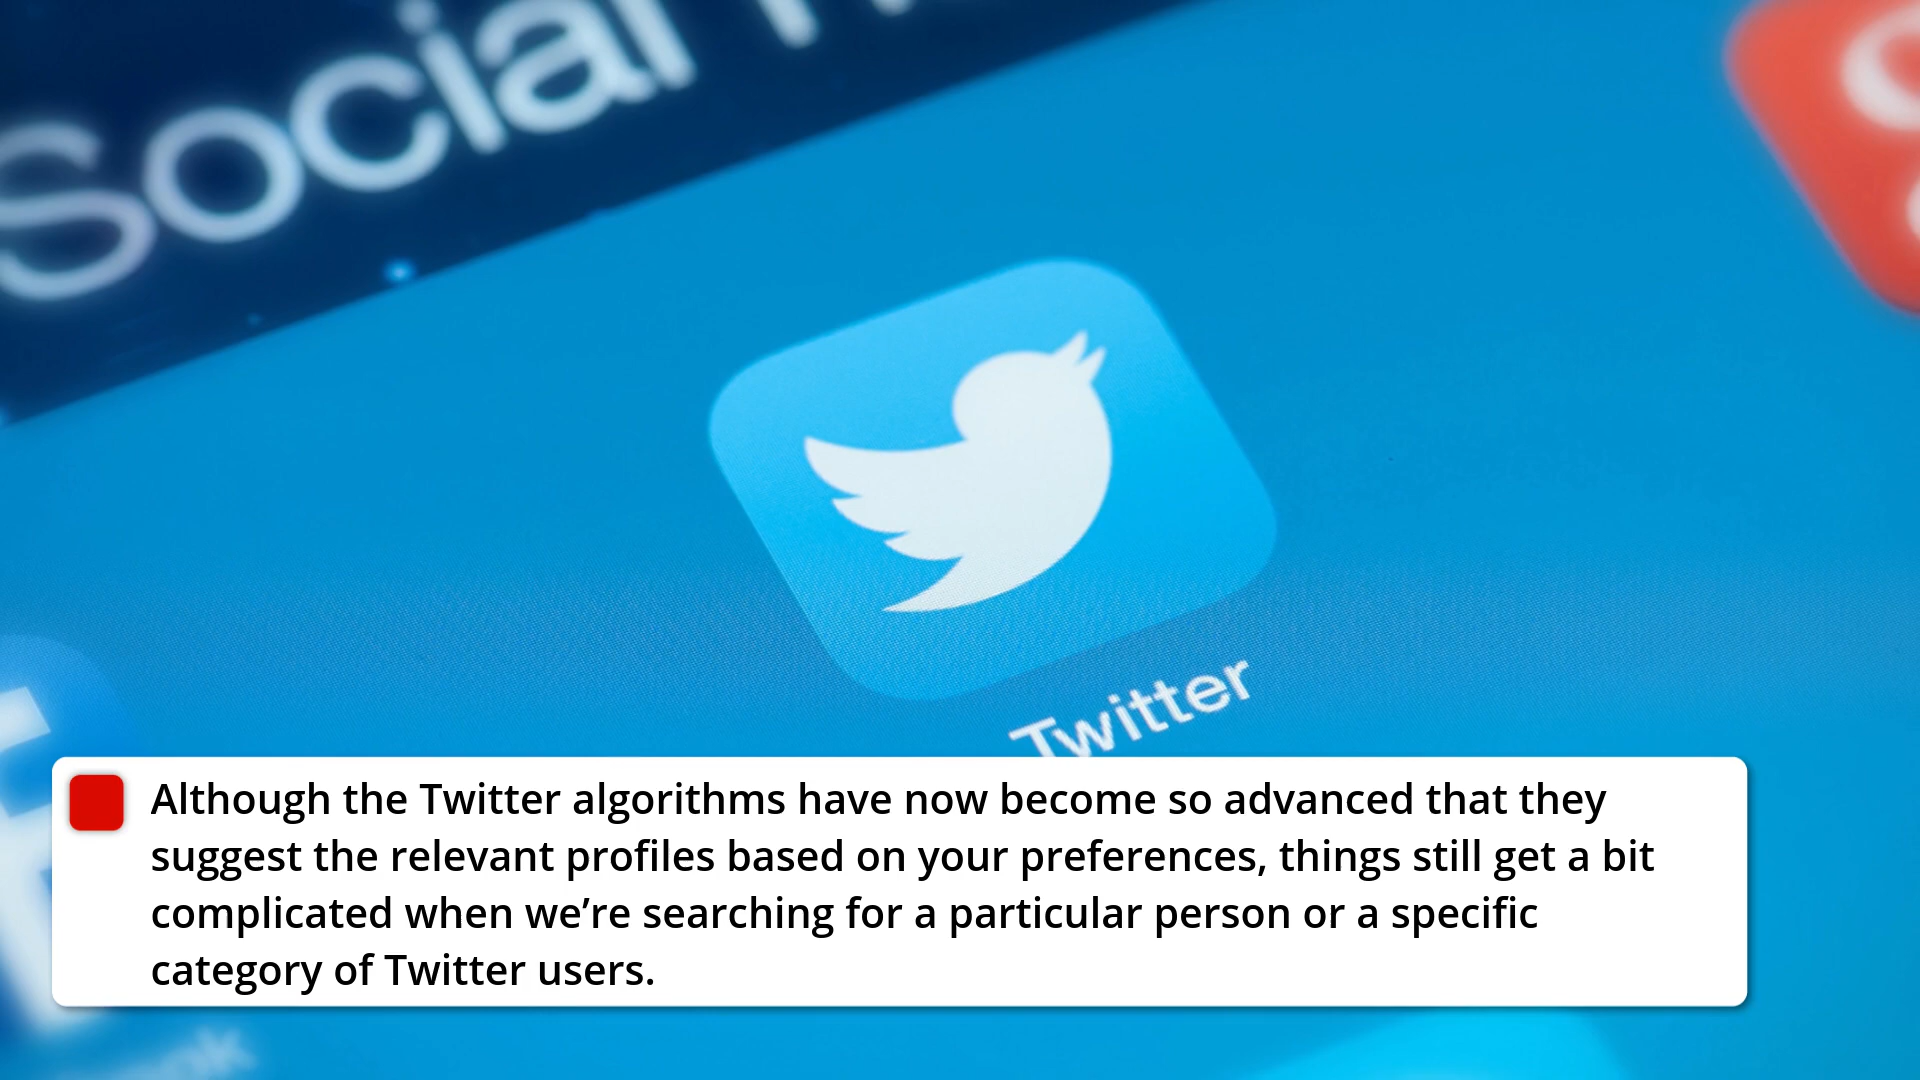 Social
Twitter
Although the Twitter algorithms have now become so advanced that they
suggest the relevant profiles based on your preferences, things still get a bit
complicated when we’re searching for a particular person or a specific
category of Twitter users.